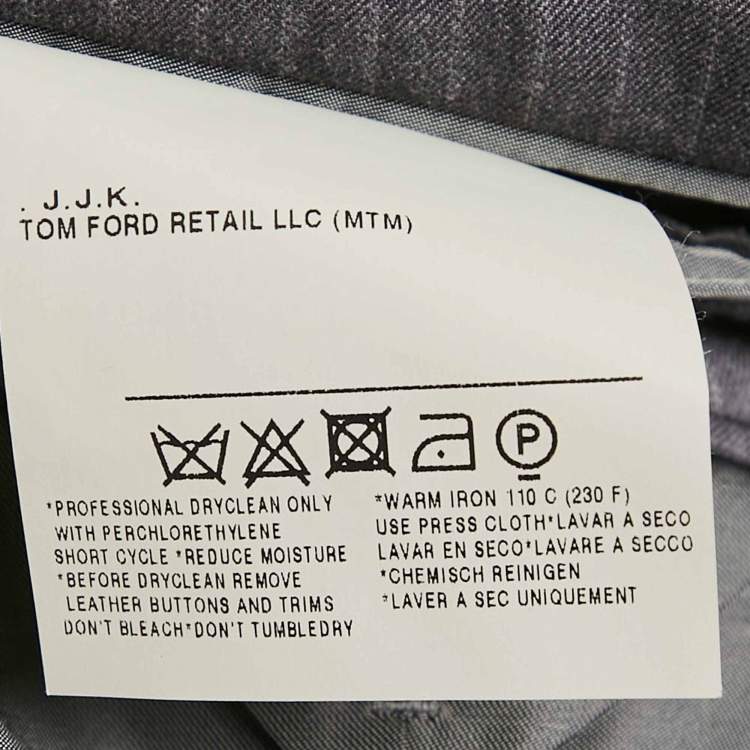 . J.J.K.
TOM FORD RETAIL LLC (MTM)
P
*PROFESSIONAL DRYCLEAN ONLY
WITH PERCHLORETHYLENE
SHORT CYCLE *REDUCE MOISTURE
*BEFORE DRYCLEAN REMOVE
LEATHER BUTTONS AND TRIMS
DON'T BLEACH*DON'T TUMBLEDRY
*WARM IRON 110 C (230 F)
USE PRESS CLOTH*LAVAR A SECO
LAVAR EN SECO*LAVARE A SECCO
*CHEMISCH REINIGEN
*LAVER A SEC UNIQUEMENT